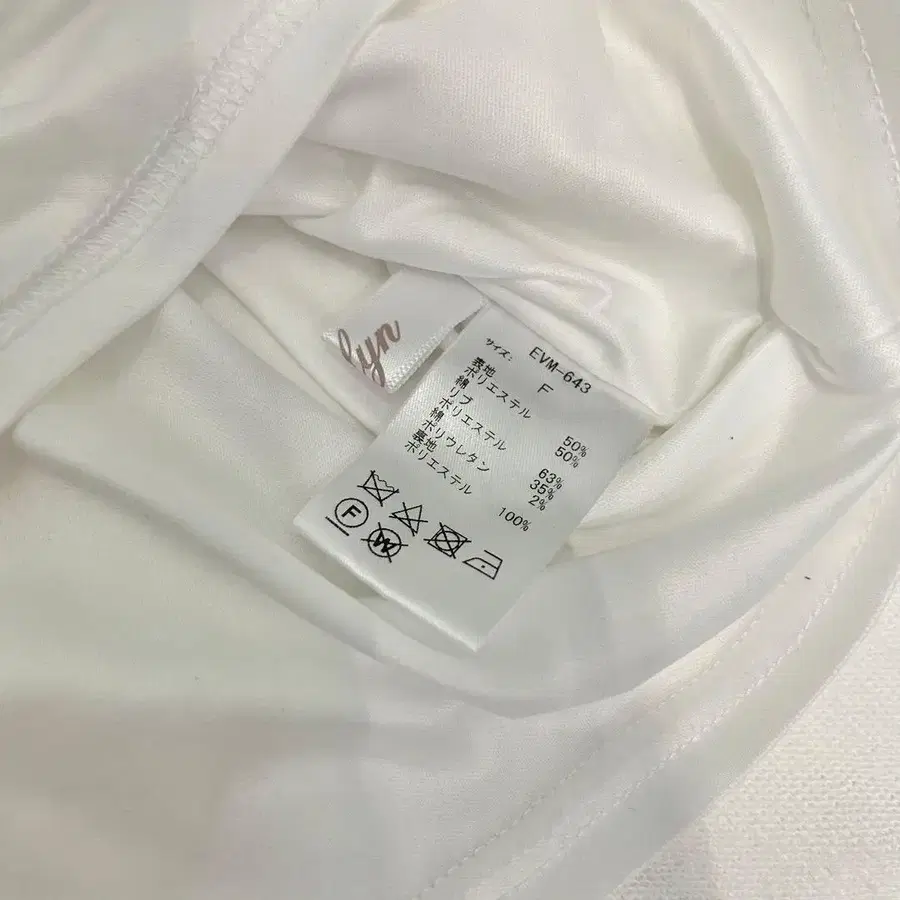 lyn
EVM-643
サイズ: F
表地
ポリエステル 50%
綿 50%
リブ
ポリエステル 63%
綿 35%
ポリウレタン 2%
裏地
ポリエステル 100%
F W